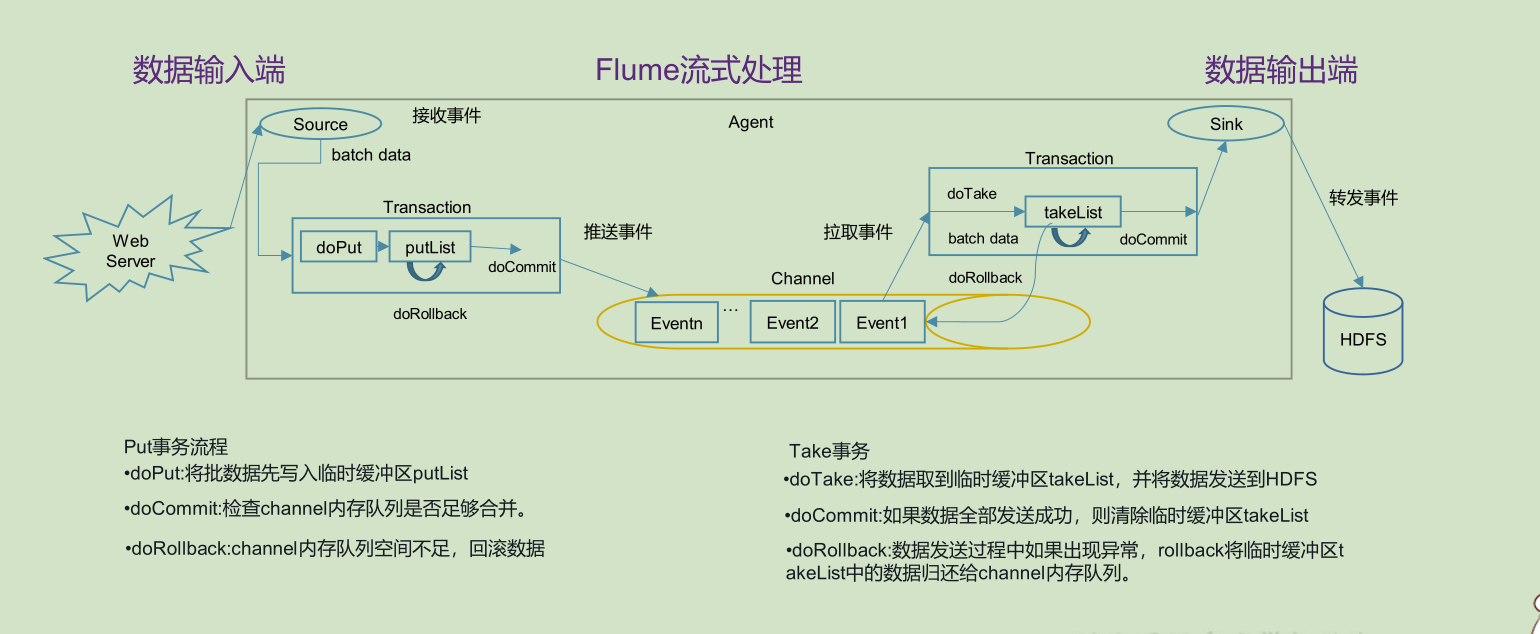 数据输入端
Flume流式处理
数据输出端
Source
接收事件
Agent
Sink
batch data
Transaction
转发事件
Transaction
doTake
takeList
batch data
doCommit
Web
Server
doPut
putList
doCommit
推送事件
拉取事件
doRollback
Channel
doRollback
Eventn
…
Event2
Event1
HDFS
Put事务流程
•doPut:将批数据先写入临时缓冲区putList
•doCommit:检查channel内存队列是否足够合并。
•doRollback:channel内存队列空间不足，回滚数据
Take事务
•doTake:将数据取到临时缓冲区takeList，并将数据发送到HDFS
•doCommit:如果数据全部发送成功，则清除临时缓冲区takeList
•doRollback:数据发送过程中如果出现异常，rollback将临时缓冲区t
akeList中的数据归还给channel内存队列。